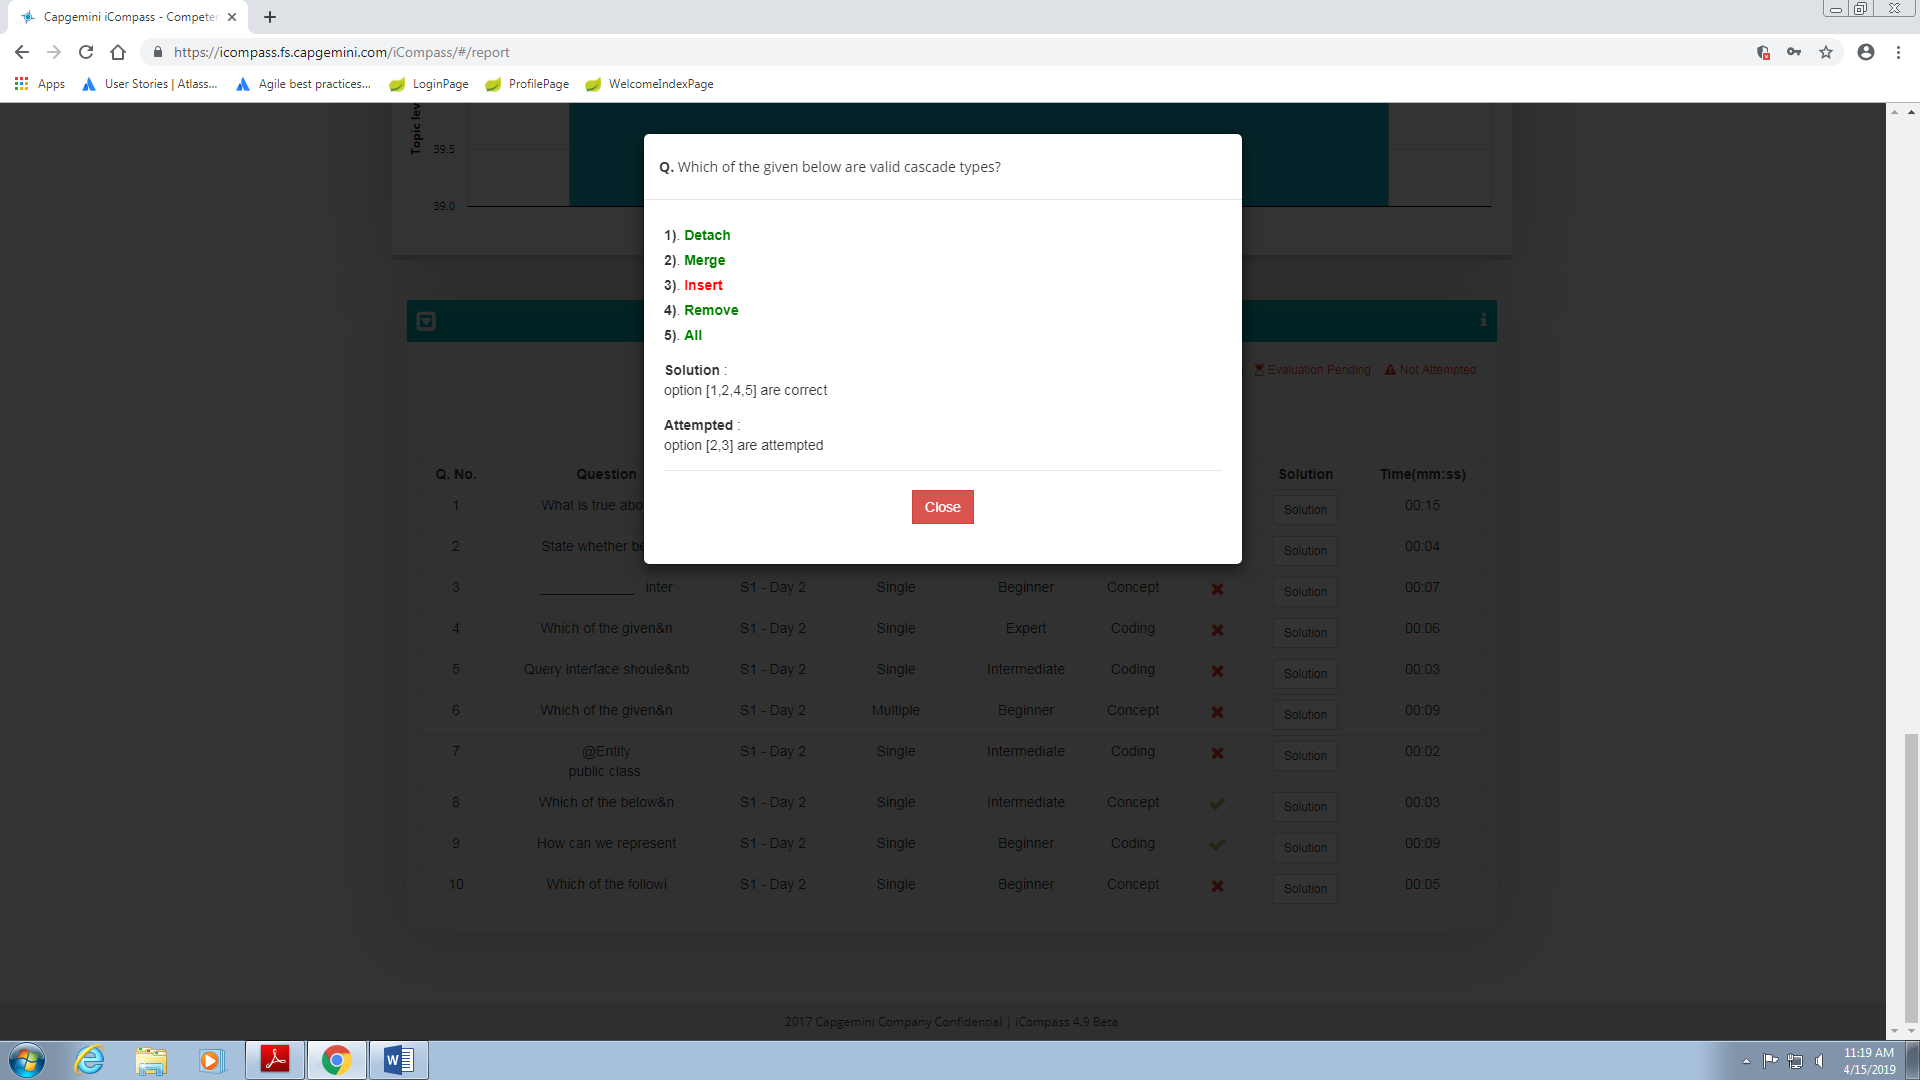 Capgemini iCompass - Competen
https://icompass.fs.capgemini.com/iCompass/#/report
Apps
User Stories | Atlass...
Agile best practices...
LoginPage
ProfilePage
WelcomeIndexPage
Topic lev
39.5
39.0
Q. Which of the given below are valid cascade types?
1). Detach
2). Merge
3). Insert
4). Remove
5). All
Solution :
option [1,2,4,5] are correct
Attempted :
option [2,3] are attempted
Close
Evaluation Pending Not Attempted
Q. No. Question Solution Time(mm:ss)
1 What is true abo Solution 00:15
2 State whether be Solution 00:04
3 ____________ inter S1 - Day 2 Single Beginner Concept Solution 00:07
4 Which of the given&n S1 - Day 2 Single Expert Coding Solution 00:06
5 Query interface shoule&nb S1 - Day 2 Single Intermediate Coding Solution 00:03
6 Which of the given&n S1 - Day 2 Multiple Beginner Concept Solution 00:09
7 @Entity S1 - Day 2 Single Intermediate Coding Solution 00:02
public class
8 Which of the below&n S1 - Day 2 Single Intermediate Concept Solution 00:03
9 How can we represent S1 - Day 2 Single Beginner Coding Solution 00:09
10 Which of the followi S1 - Day 2 Single Beginner Concept Solution 00:05
2017 Capgemini Company Confidential | iCompass 4.9 Beta
11:19 AM
4/15/2019